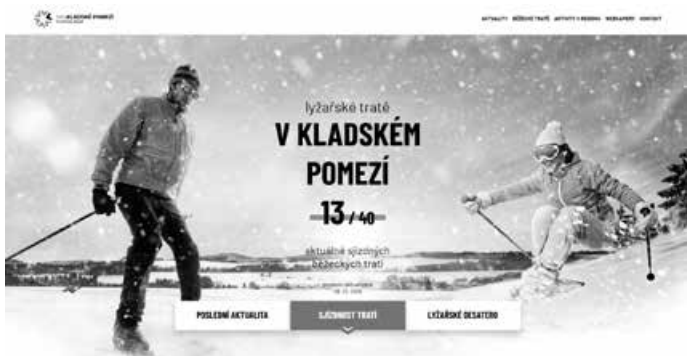 KLADSKÉ POMEZÍ
AKTUALITY BĚŽECKÉ TRATĚ AKTIVITY V REGIONU WEBKAMERY KONTAKT
lyžařské tratě
V KLADSKÉM
POMEZÍ
13 / 40
aktuálně sjízdných
běžeckých tratí
POSLEDNÍ AKTUALITA SJÍZDNOST TRATÍ LYŽAŘSKÉ DESATERO